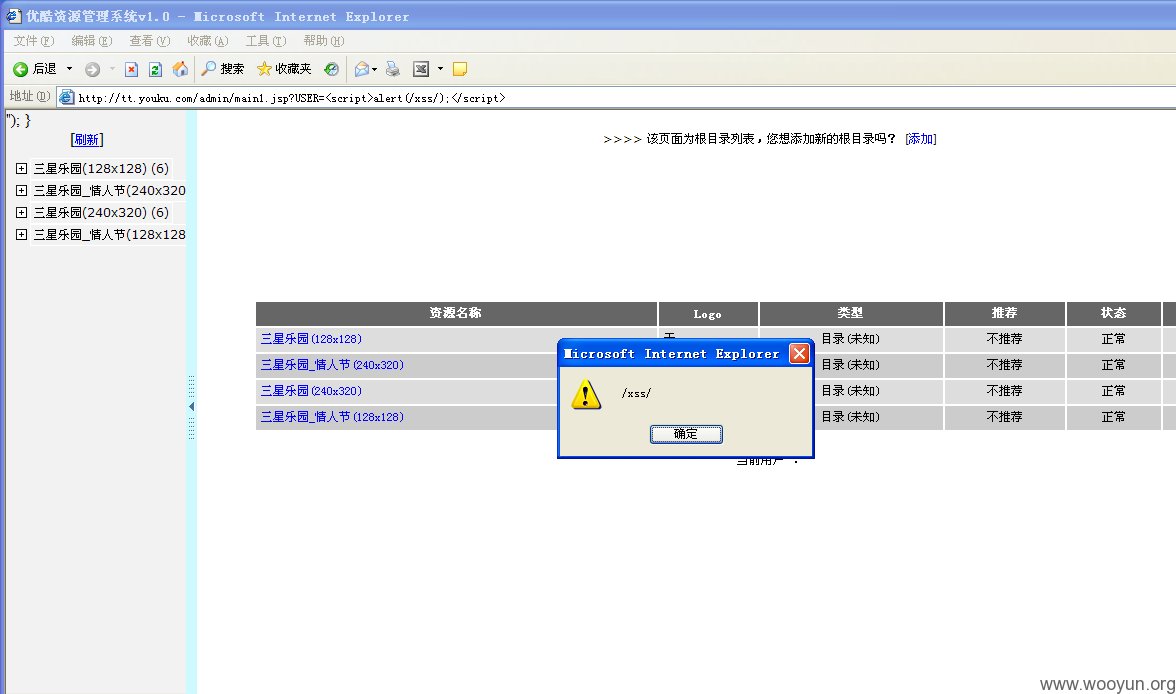 优酷资源管理系统v1.0 - Microsoft Internet Explorer
文件(F) 编辑(E) 查看(V) 收藏(A) 工具(T) 帮助(H)
后退 搜索 收藏夹
地址(D) http://tt.youku.com/admin/main1.jsp?USER=<script>alert(/xss/);</script>
"); }
[刷新]
>>>> 该页面为根目录列表，您想添加新的根目录吗？ [添加]
三星乐园(128x128) (6)
三星乐园_情人节(240x320
三星乐园(240x320) (6)
三星乐园_情人节(128x128
资源名称 Logo 类型 推荐 状态
三星乐园(128x128) 无 目录(未知) 不推荐 正常
三星乐园_情人节(240x320) 目录(未知) 不推荐 正常
三星乐园(240x320) 目录(未知) 不推荐 正常
三星乐园_情人节(128x128) 目录(未知) 不推荐 正常
Microsoft Internet Explorer
/xss/
确定
当前用户 :
www.wooyun.org